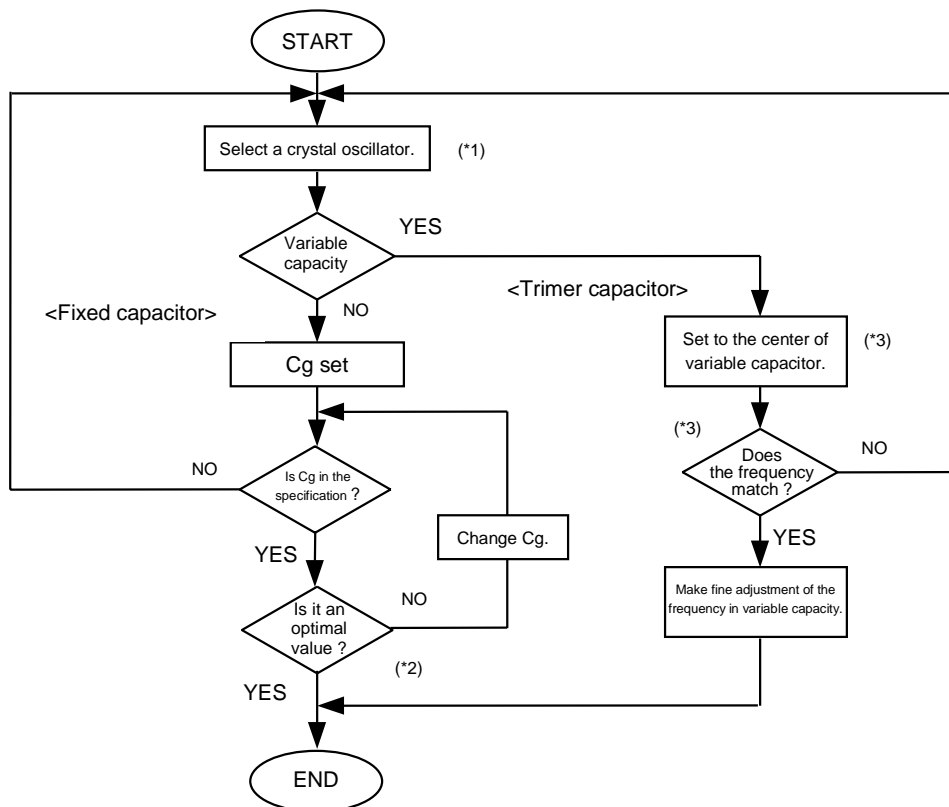 START
Select a crystal oscillator.
(*1)
Variable
capacity
YES
<Trimer capacitor>
<Fixed capacitor>
NO
Cg set
Set to the center of
variable capacitor.
(*3)
(*3)
Does
the frequency
match ?
NO
NO
Is Cg in the
specification ?
Change Cg.
YES
YES
Make fine adjustment of the
frequency in variable capacity.
Is it an
optimal
value ?
NO
(*2)
YES
END